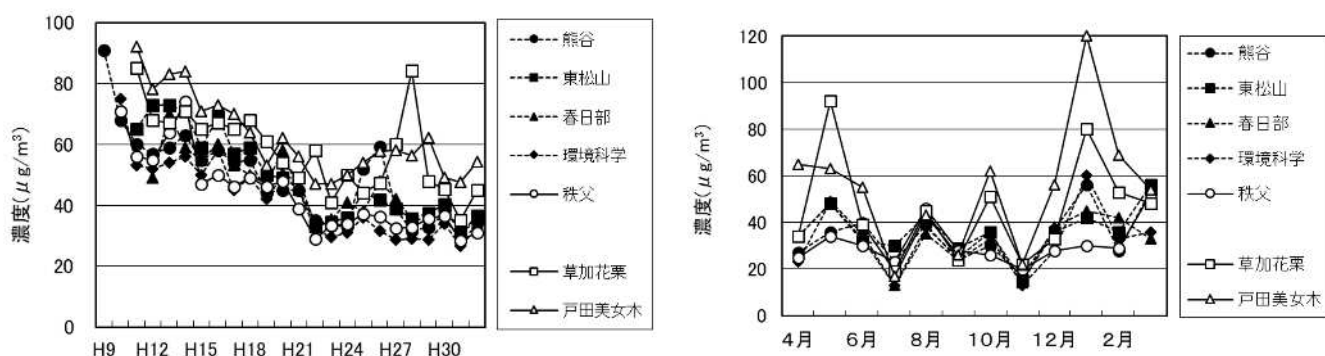 濃度(μg/m³)
100
80
60
40
20
0
H9 H12 H15 H18 H21 H24 H27 H30
熊谷
東松山
春日部
環境科学
秩父
草加花栗
戸田美女木
濃度(μg/m³)
120
100
80
60
40
20
0
4月 6月 8月 10月 12月 2月
熊谷
東松山
春日部
環境科学
秩父
草加花栗
戸田美女木